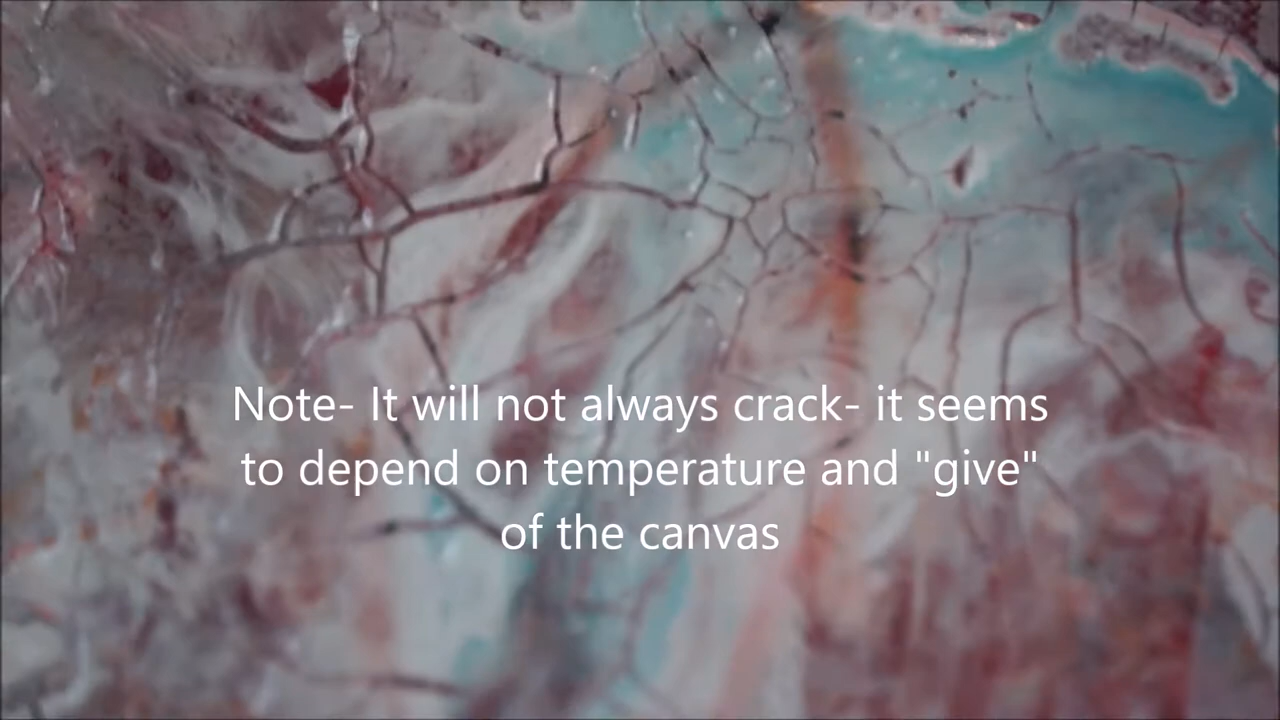 Note- It will not always crack- it seems
to depend on temperature and "give"
of the canvas